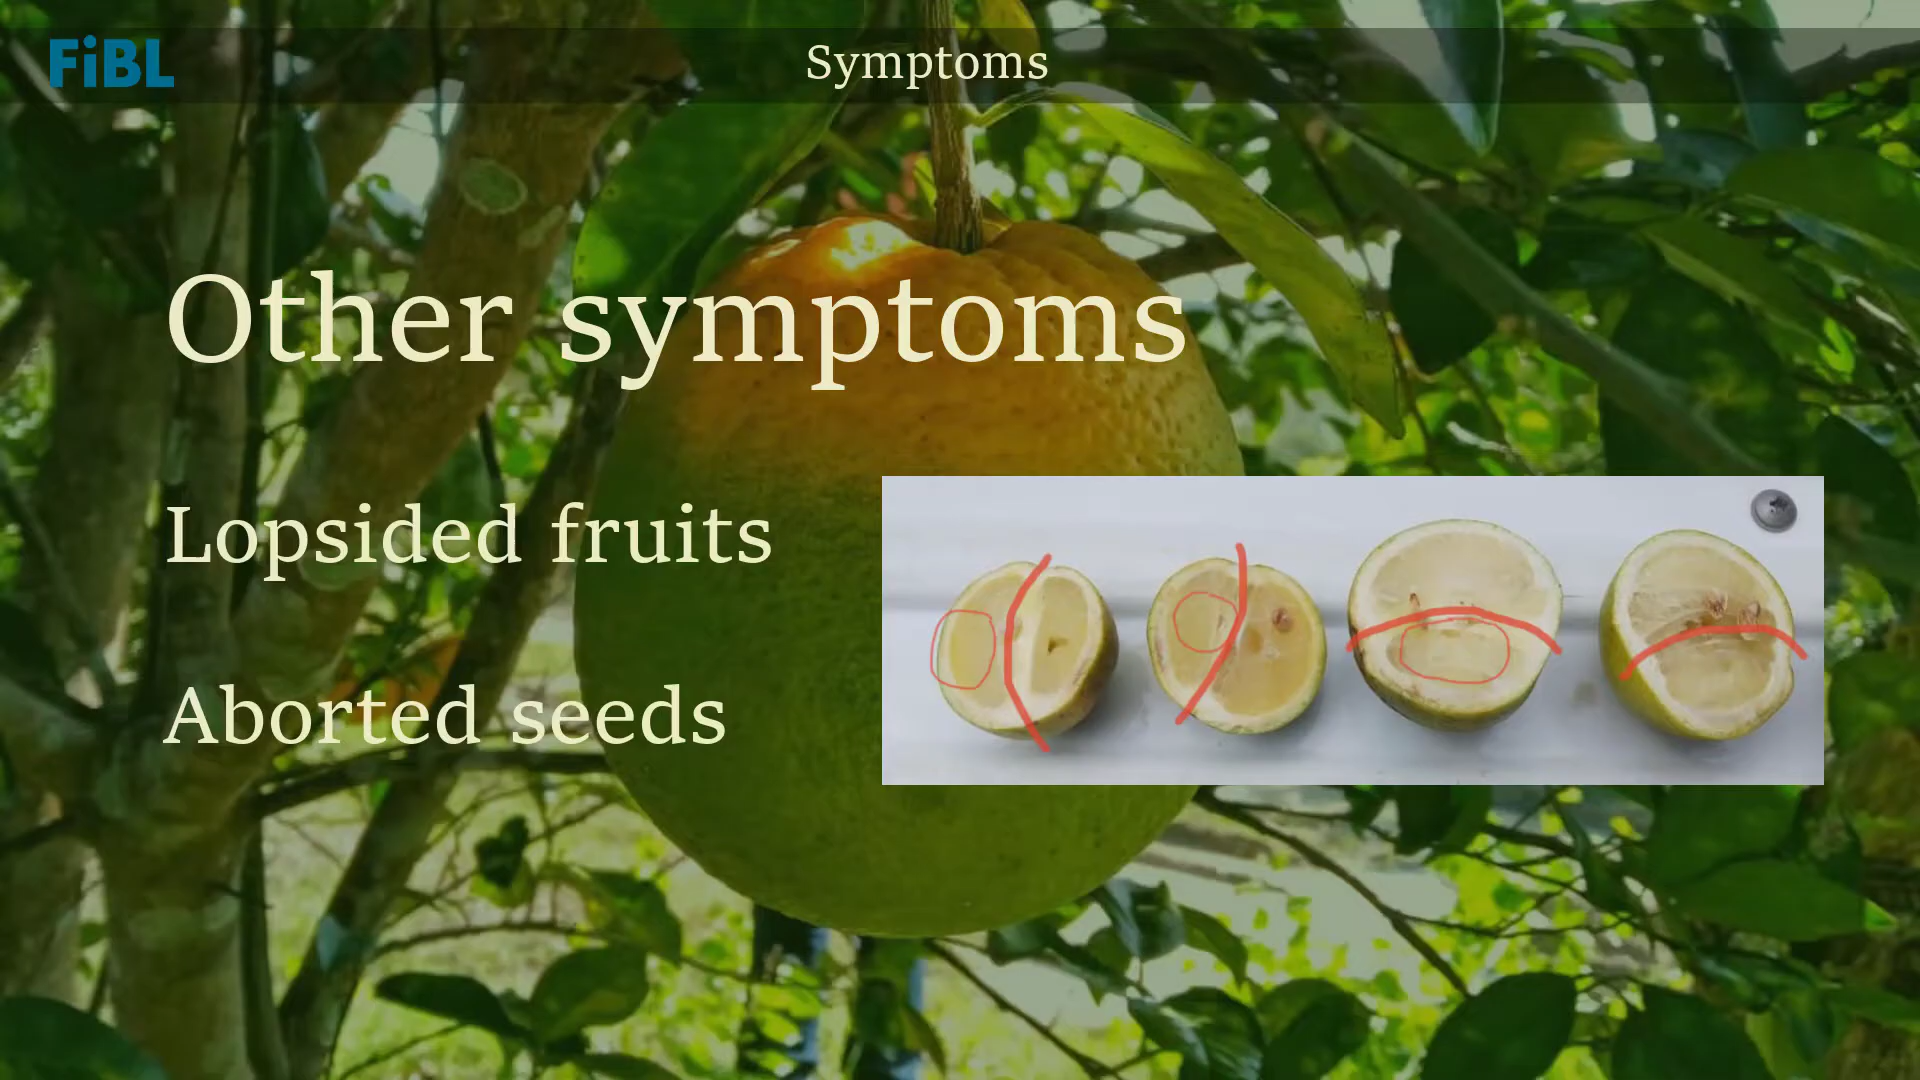 FiBL
Symptoms
Other symptoms
Lopsided fruits
Aborted seeds